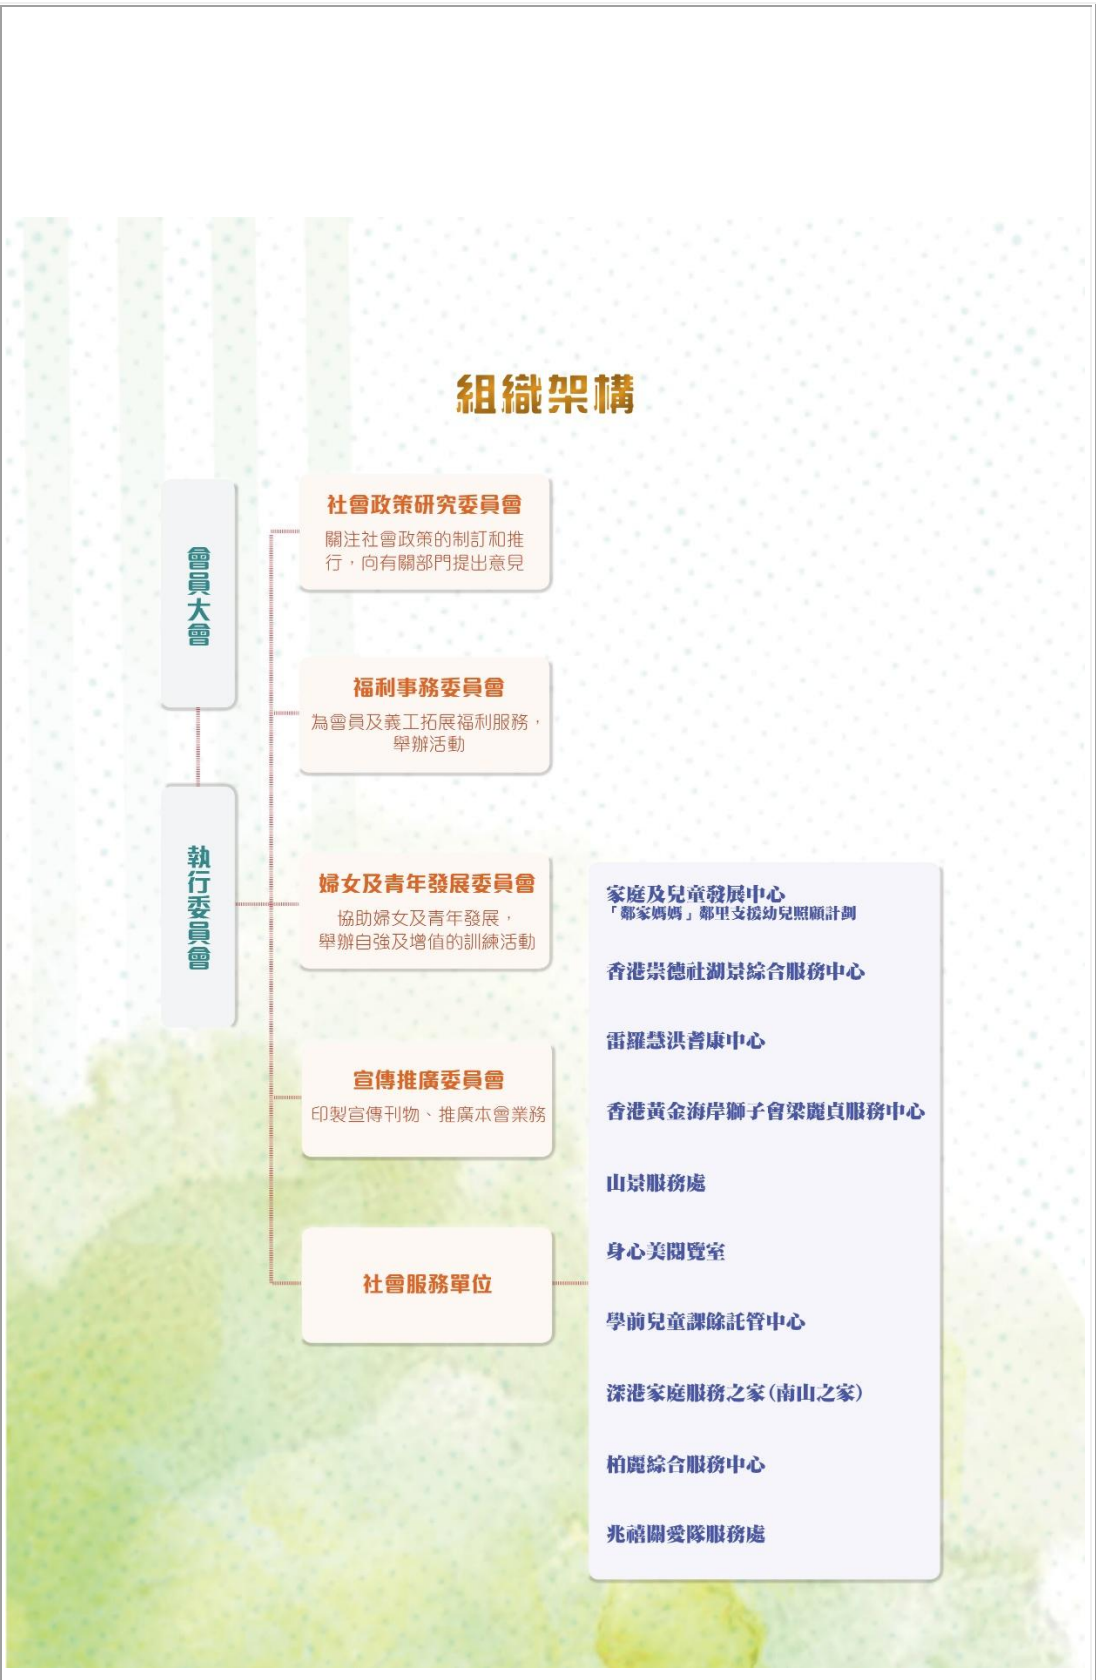 組織架構
會員大會
執行委員會
社會政策研究委員會
關注社會政策的制訂和推
行，向有關部門提出意見
福利事務委員會
為會員及義工拓展福利服務，
舉辦活動
婦女及青年發展委員會
協助婦女及青年發展，
舉辦自強及增值的訓練活動
宣傳推廣委員會
印製宣傳刊物、推廣本會業務
社會服務單位
家庭及兒童發展中心
「鄰家媽媽」鄰里支援幼兒照顧計劃
香港崇德社湖景綜合服務中心
雷羅慧洪耆康中心
香港黃金海岸獅子會梁麗貞服務中心
山景服務處
身心美閱覽室
學前兒童課餘託管中心
深港家庭服務之家(南山之家)
柏麗綜合服務中心
兆禧關愛隊服務處